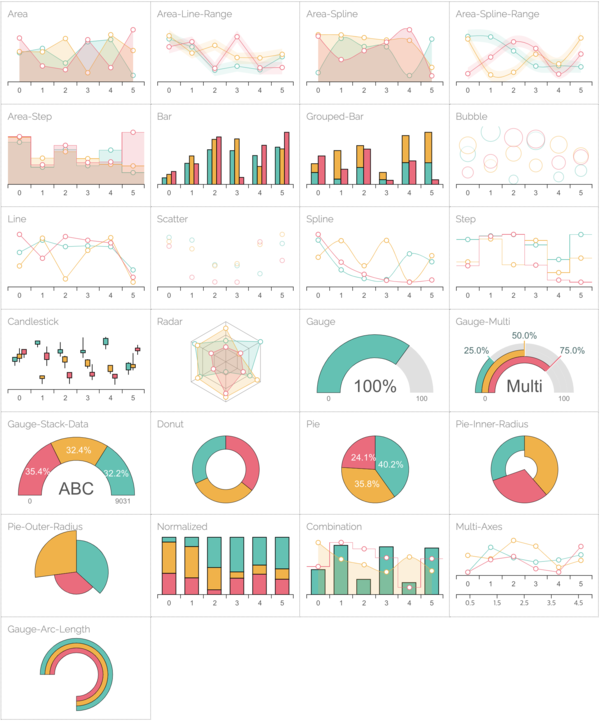 Area Area-Line-Range Area-Spline Area-Spline-Range
0 1 2 3 4 5 0 1 2 3 4 5 0 1 2 3 4 5 0 1 2 3 4 5
Area-Step Bar Grouped-Bar Bubble
0 1 2 3 4 5 0 1 2 3 4 5 0 1 2 3 4 5 0 1 2 3 4 5
Line Scatter Spline Step
0 1 2 3 4 5 0 1 2 3 4 5 0 1 2 3 4 5 0 1 2 3 4 5
Candlestick Radar Gauge Gauge-Multi
50.0%
25.0% 75.0%
100% Multi
0 1 2 3 4 5 0 100 0 100
Gauge-Stack-Data Donut Pie Pie-Inner-Radius
32.4%
24.1% 40.2%
35.4% 32.2%
35.8%
ABC
0 9031
Pie-Outer-Radius Normalized Combination Multi-Axes
0 1 2 3 4 5 0 1 2 3 4 5 0 1 2 3 4 5
0.5 1.5 2.5 3.5 4.5
Gauge-Arc-Length